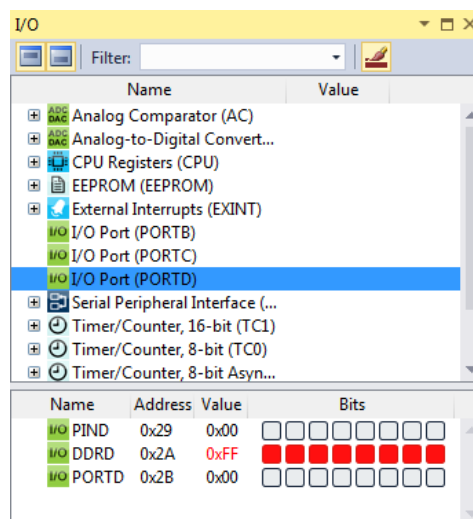 I/O
Filter:
Name Value
ADC DAC Analog Comparator (AC)
ADC DAC Analog-to-Digital Convert...
CPU Registers (CPU)
EEPROM (EEPROM)
External Interrupts (EXINT)
I/O I/O Port (PORTB)
I/O I/O Port (PORTC)
I/O I/O Port (PORTD)
Serial Peripheral Interface (...
Timer/Counter, 16-bit (TC1)
Timer/Counter, 8-bit (TC0)
Timer/Counter, 8-bit Asyn...
Name Address Value Bits
I/O PIND 0x29 0x00
I/O DDRD 0x2A 0xFF
I/O PORTD 0x2B 0x00